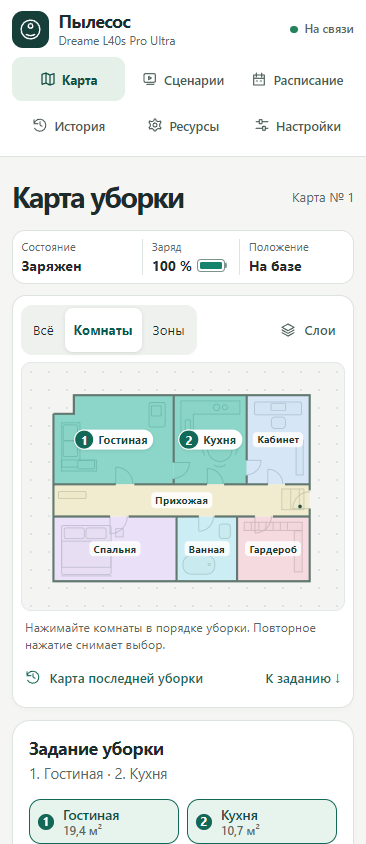 Пылесос
Dreame L40s Pro Ultra
На связи
Карта
Сценарии
Расписание
История
Ресурсы
Настройки
Карта уборки
Карта № 1
Состояние
Заряжен
Заряд
100 %
Положение
На базе
Всё
Комнаты
Зоны
Слои
1 Гостиная
2 Кухня
Кабинет
Прихожая
Спальня
Ванная
Гардероб
Нажимайте комнаты в порядке уборки. Повторное
нажатие снимает выбор.
Карта последней уборки
К заданию ↓
Задание уборки
1. Гостиная · 2. Кухня
1 Гостиная
19,4 м²
2 Кухня
10,7 м²